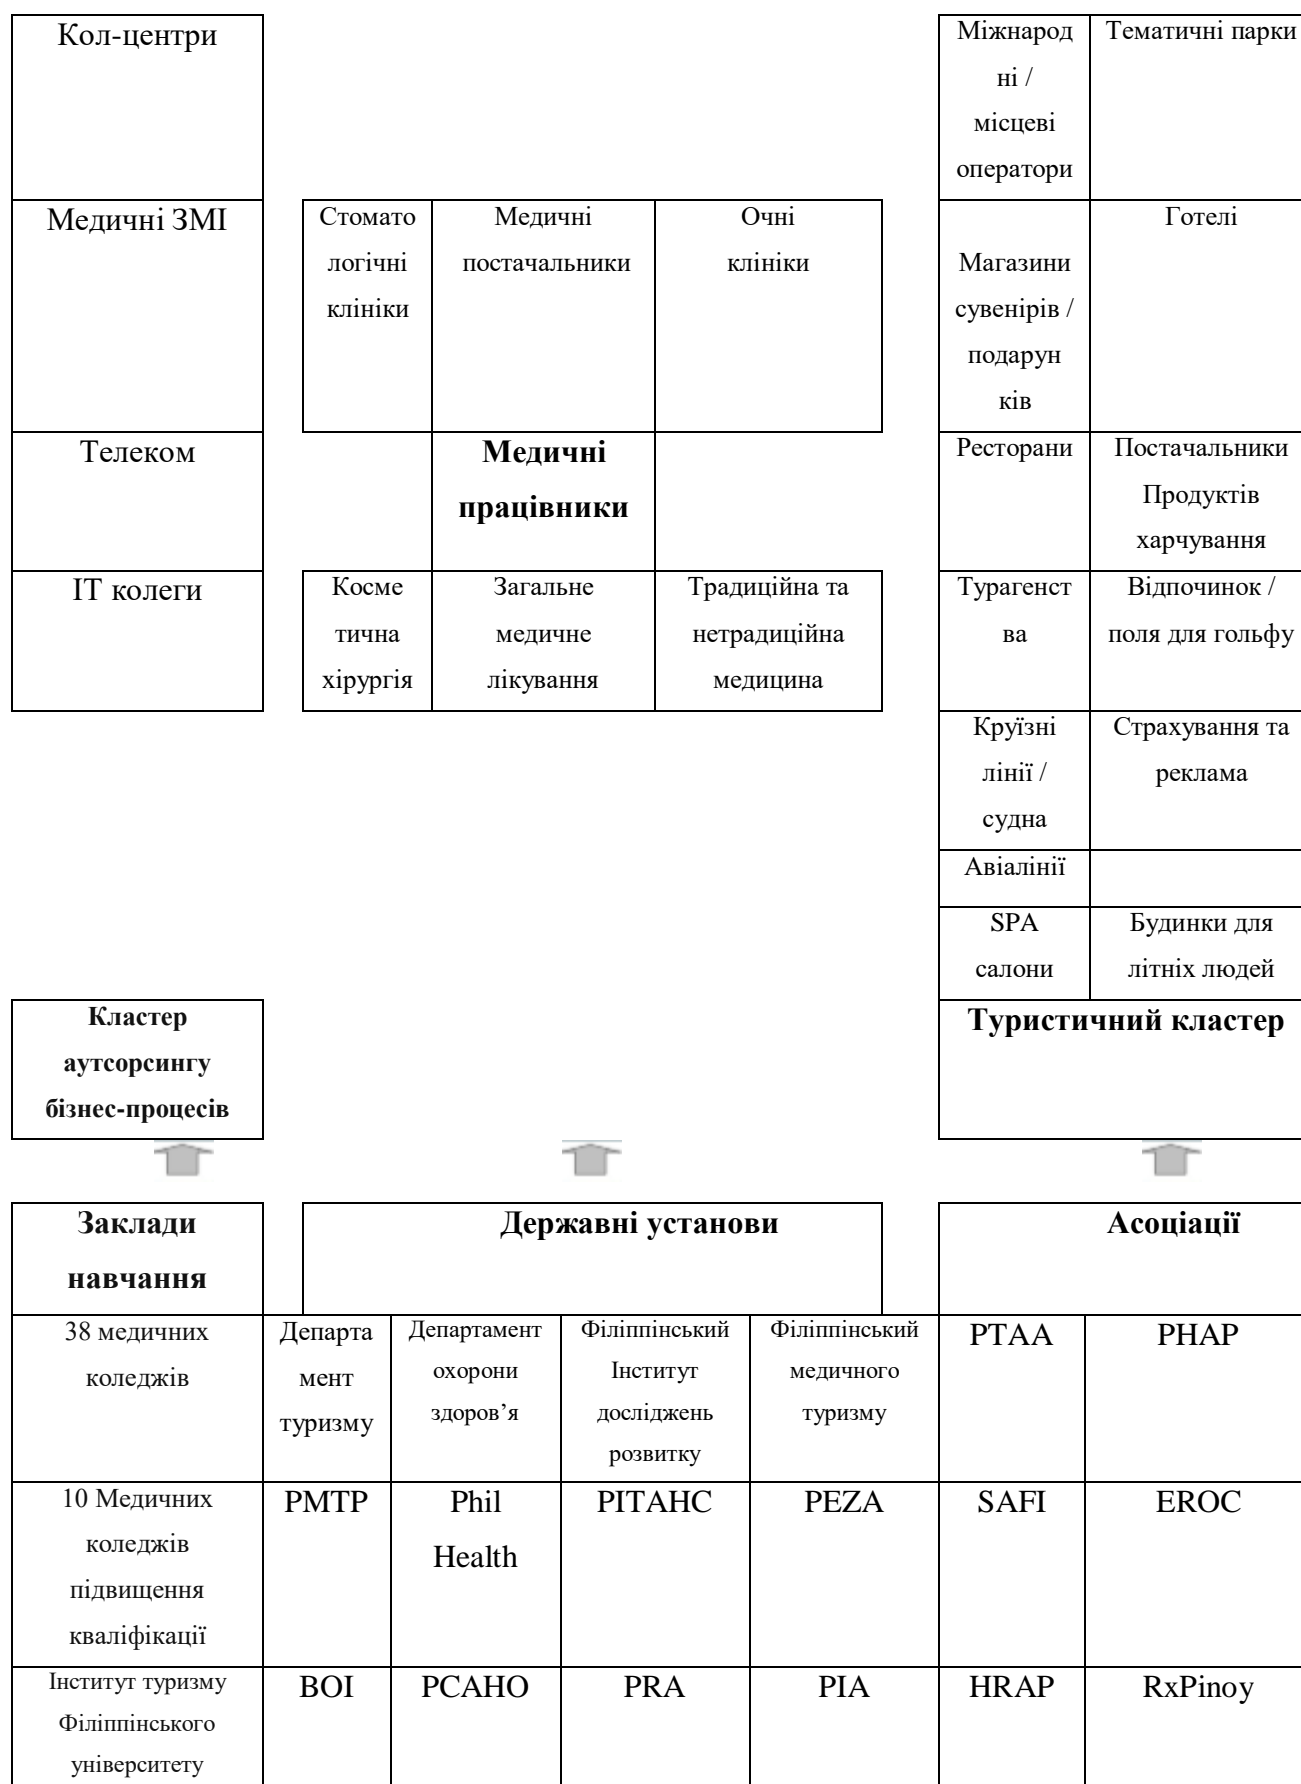 Кол-центри
Міжнарод
ні /
місцеві
оператори
Тематичні парки
Медичні ЗМІ
Стомато
логічні
клініки
Медичні
постачальники
Очні
клініки
Магазини
сувенірів /
подарун
ків
Готелі
Телеком
Медичні
працівники
Ресторани
Постачальники
Продуктів
харчування
ІТ колеги
Косме
тична
хірургія
Загальне
медичне
лікування
Традиційна та
нетрадиційна
медицина
Турагенст
ва
Відпочинок /
поля для гольфу
Круїзні
лінії /
судна
Страхування та
реклама
Авіалінії
SPA
салони
Будинки для
літніх людей
Кластер
аутсорсингу
бізнес-процесів
Туристичний кластер
Заклади
навчання
Державні установи
Асоціації
38 медичних
коледжів
Департа
мент
туризму
Департамент
охорони
здоров’я
Філіппінський
Інститут
досліджень
розвитку
Філіппінський
медичного
туризму
PTAA
PHAP
10 Медичних
коледжів
підвищення
кваліфікації
PMTP
Phil
Health
PITAHC
PEZA
SAFI
EROC
Інститут туризму
Філіппінського
університету
BOI
PCAHO
PRA
PIA
HRAP
RxPinoy